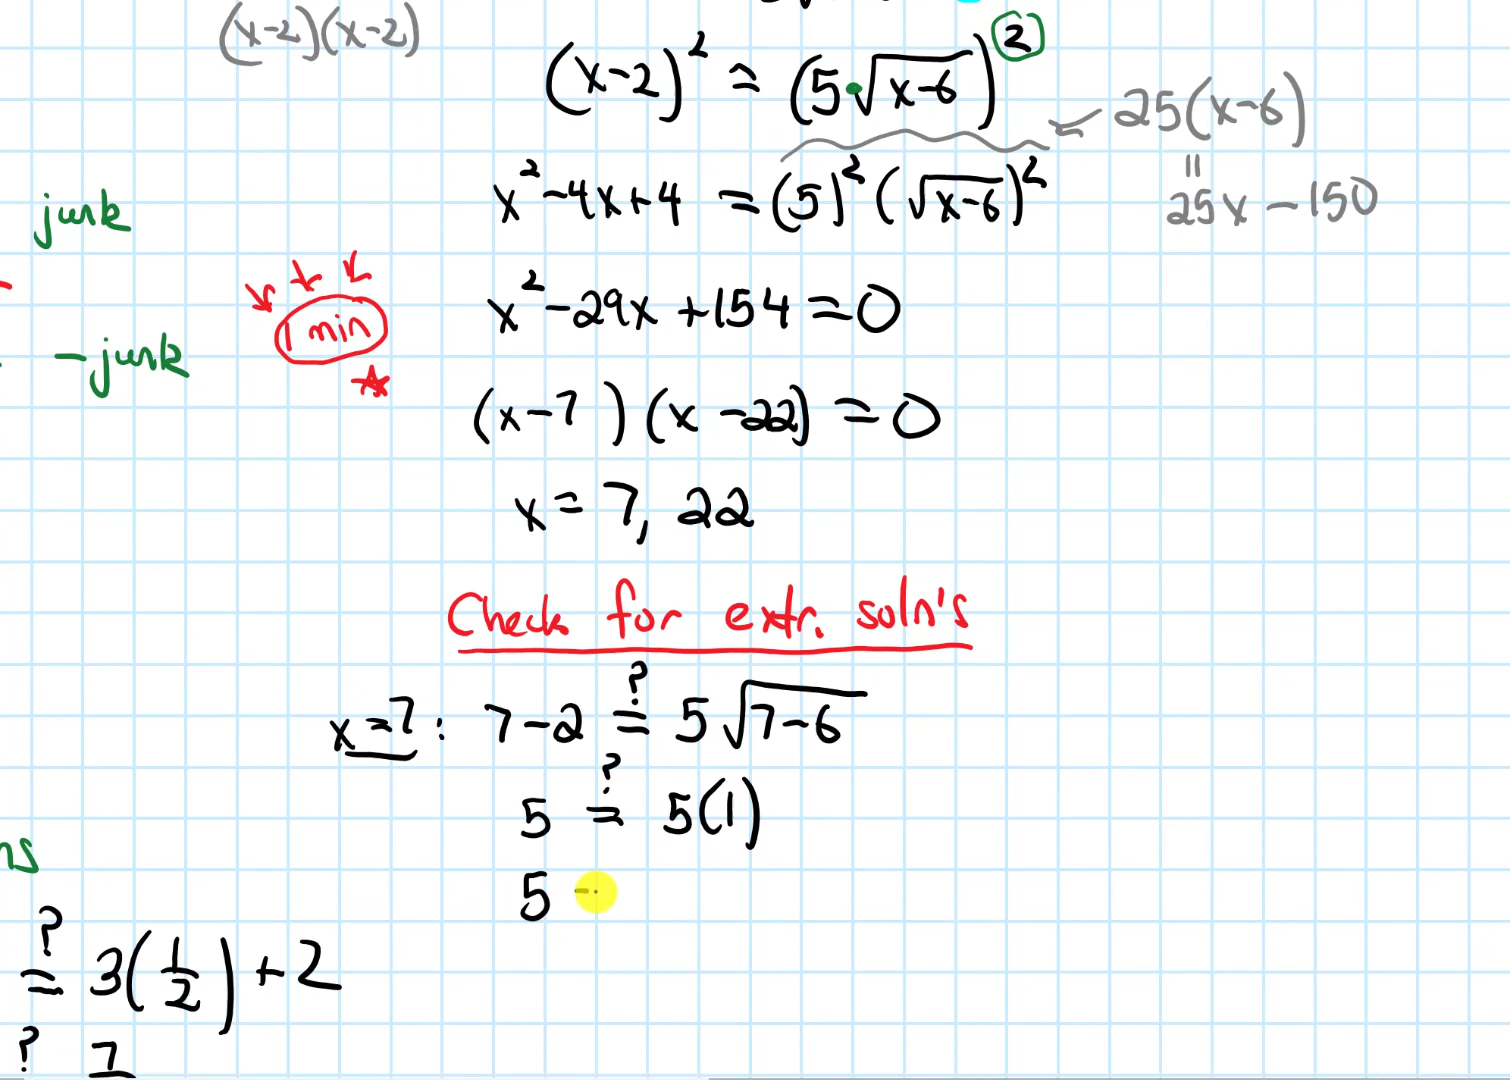 (x-2)(x-2)
(x-2)² = (5·√(x-6))²
25(x-6)
x²-4x+4 = (5)²(√(x-6))²
=
25x-150
junk
-junk
1 min
x²-29x+154=0
(x-7)(x-22)=0
x = 7, 22
Check for extr. soln's
x=7: 7-2 ≟ 5√(7-6)
5 ≟ 5(1)
5 -
ns
≟ 3(1/2)+2
? 7